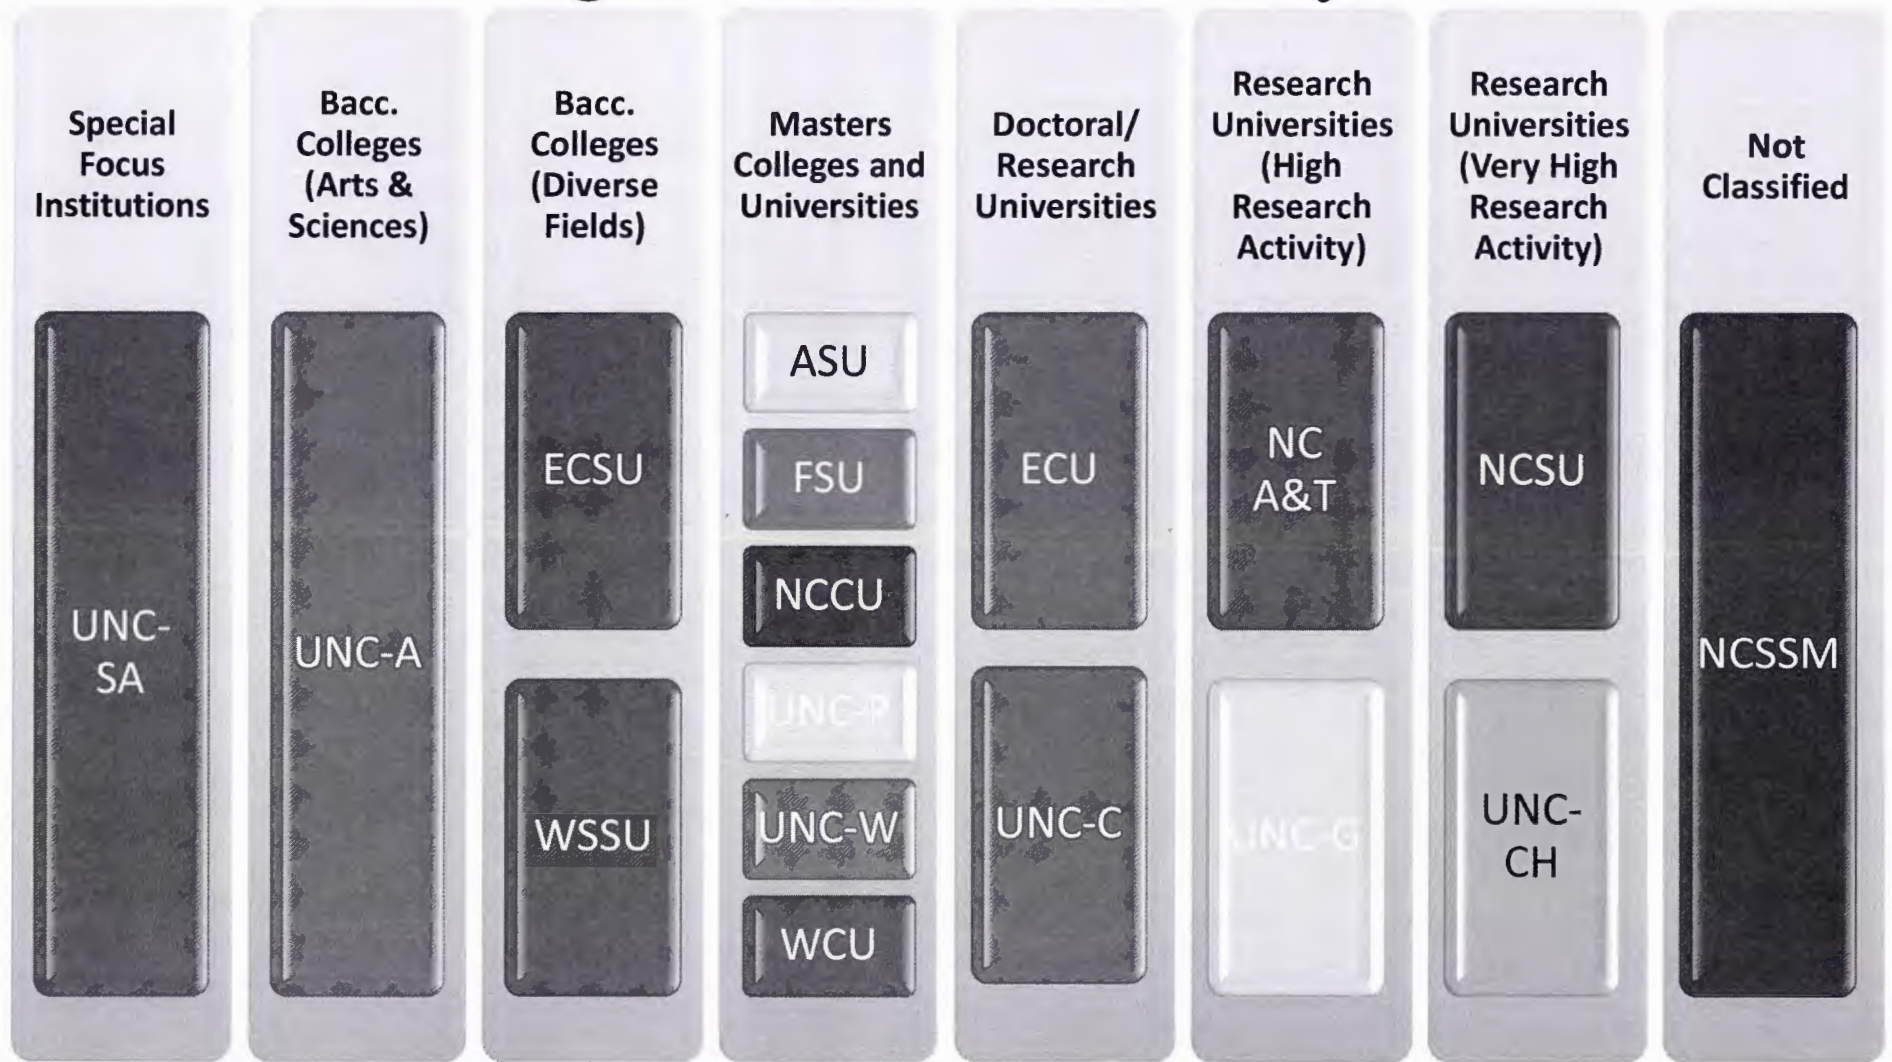 Special
Focus
Institutions
UNC-
SA
Bacc.
Colleges
(Arts &
Sciences)
UNC-A
Bacc.
Colleges
(Diverse
Fields)
ECSU
WSSU
Masters
Colleges and
Universities
ASU
FSU
NCCU
UNC-P
UNC-W
WCU
Doctoral/
Research
Universities
ECU
UNC-C
Research
Universities
(High
Research
Activity)
NC
A&T
UNC-G
Research
Universities
(Very High
Research
Activity)
NCSU
UNC-
CH
Not
Classified
NCSSM